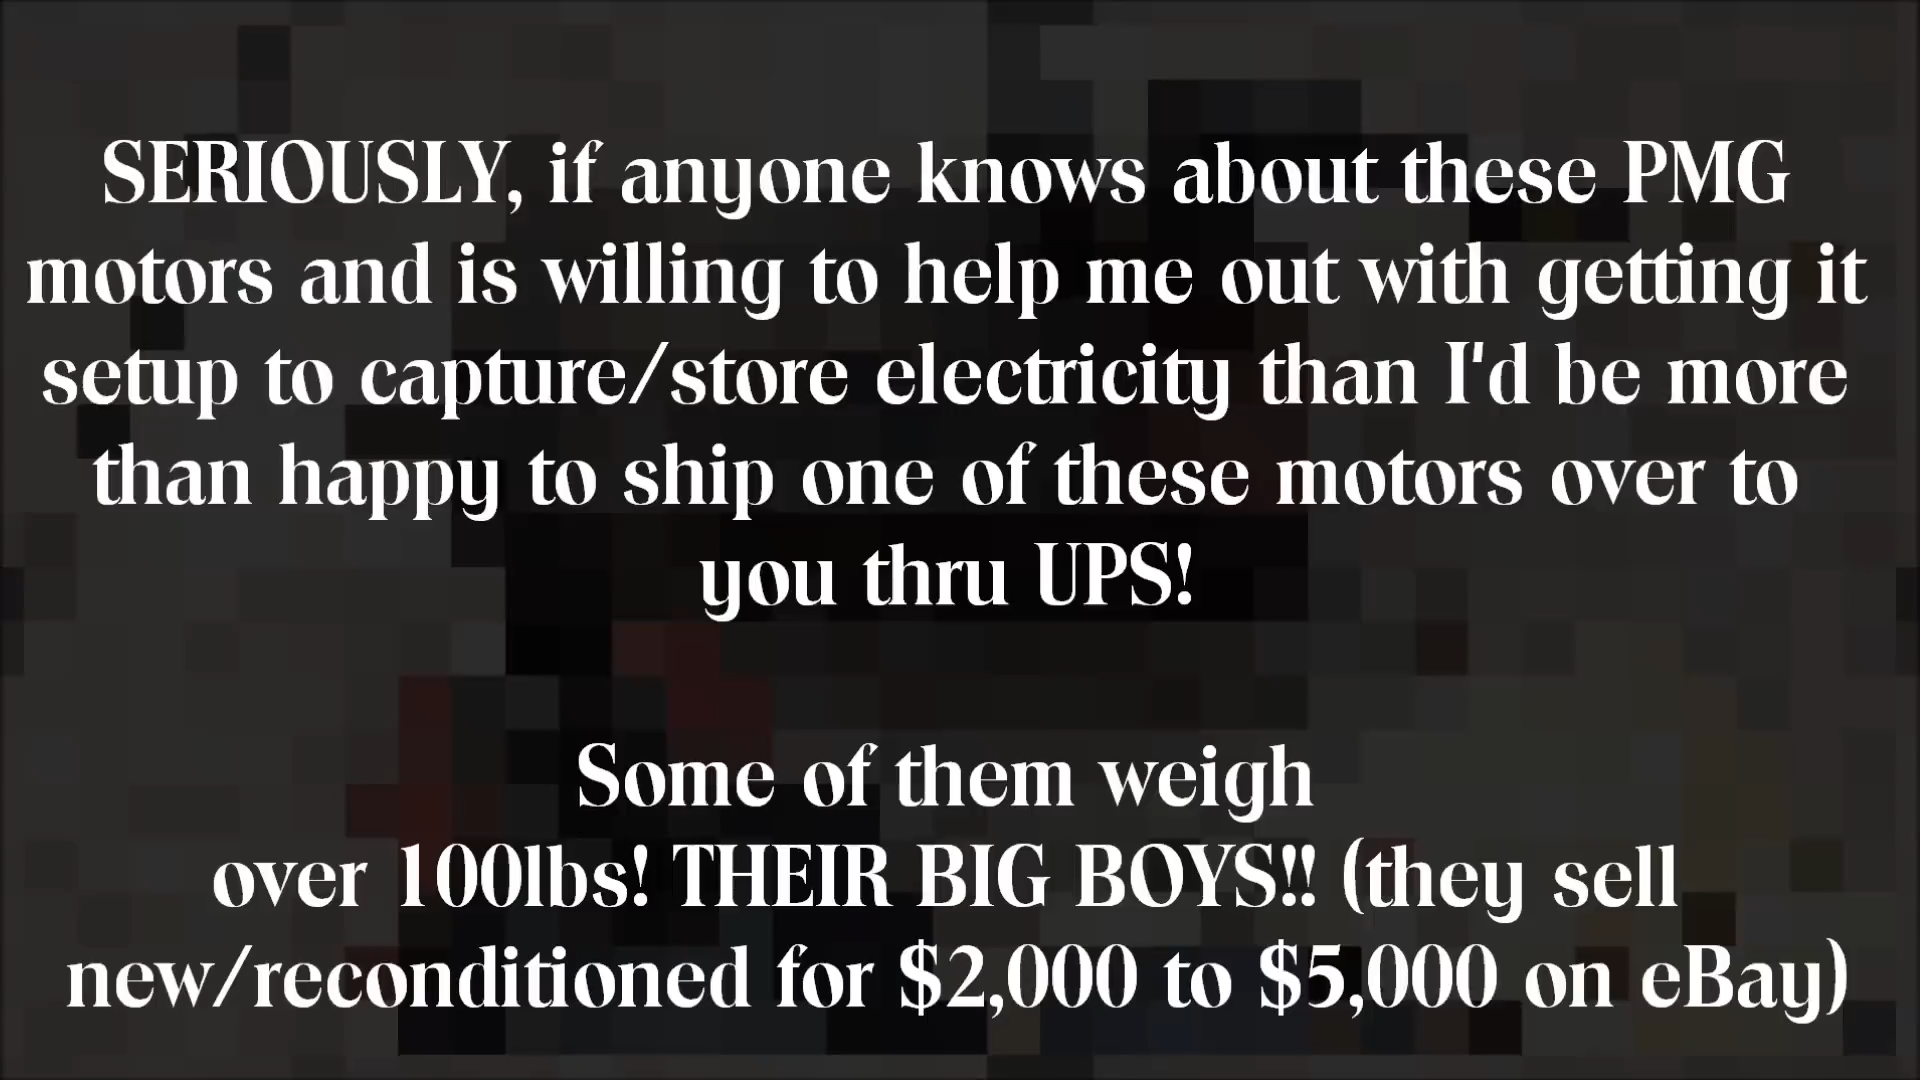 SERIOUSLY, if anyone knows about these PMG
motors and is willing to help me out with getting it
setup to capture/store electricity than I'd be more
than happy to ship one of these motors over to
you thru UPS!
Some of them weigh
over 100lbs! THEIR BIG BOYS!! (they sell
new/reconditioned for $2,000 to $5,000 on eBay)